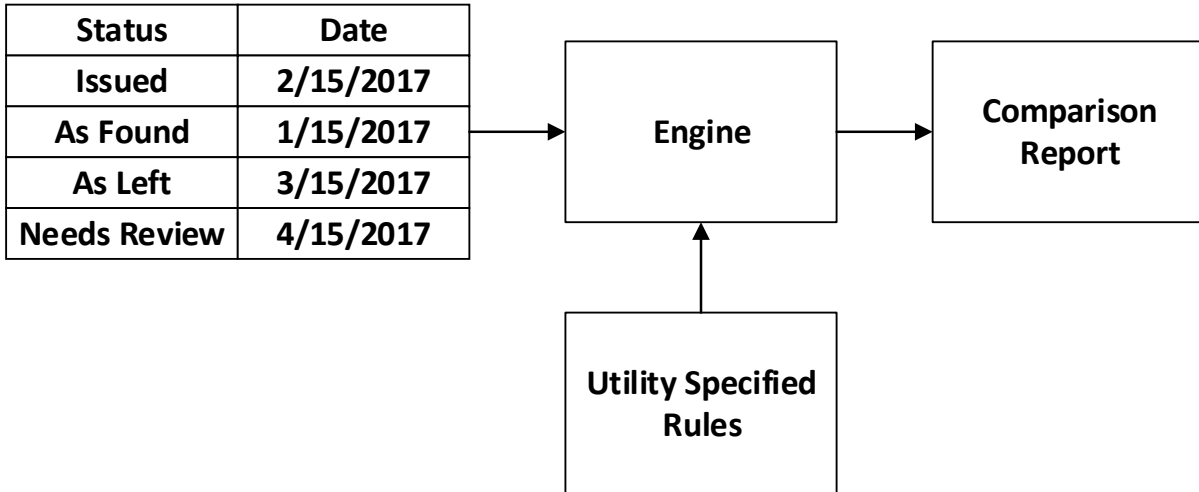 Status Date
Issued 2/15/2017
As Found 1/15/2017
As Left 3/15/2017
Needs Review 4/15/2017
Engine
Comparison
Report
Utility Specified
Rules